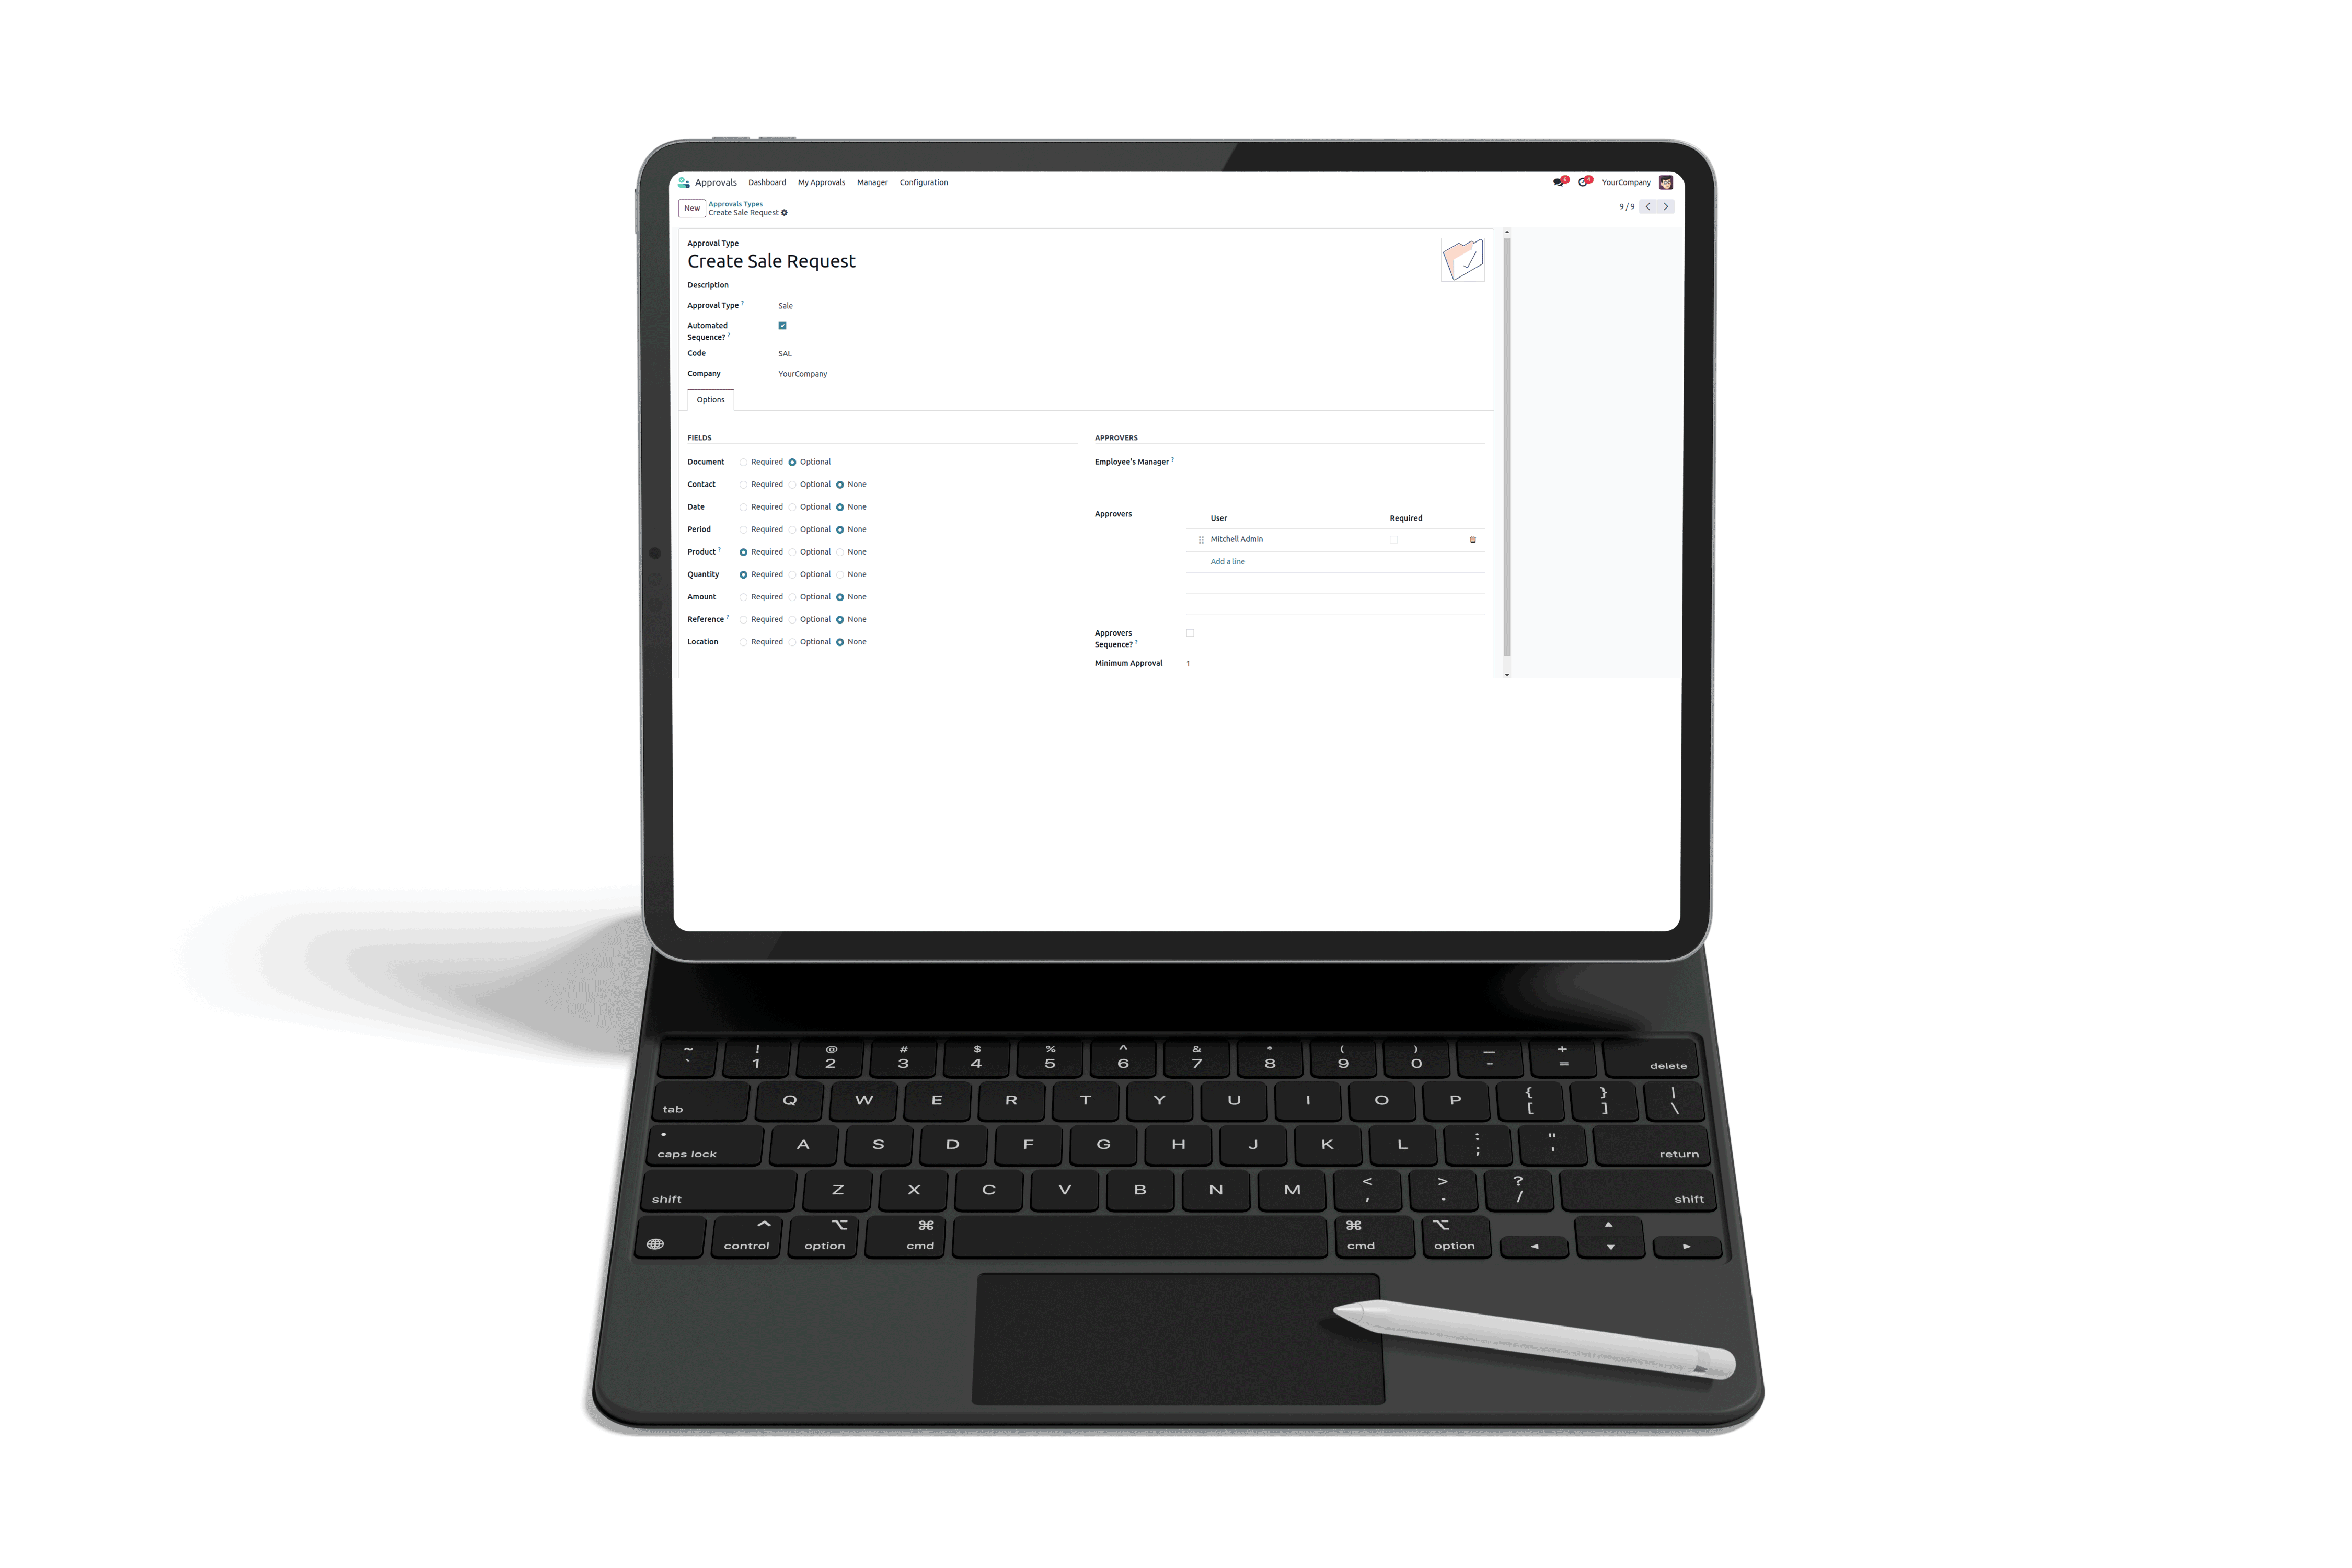 Approvals Dashboard My Approvals Manager Configuration YourCompany
New Approvals Types
Create Sale Request 9 / 9
Approval Type
Create Sale Request
Description
Approval Type ? Sale
Automated
Sequence? ?
Code SAL
Company YourCompany
Options
FIELDS
Document Required Optional
Contact Required Optional None
Date Required Optional None
Period Required Optional None
Product ? Required Optional None
Quantity Required Optional None
Amount Required Optional None
Reference ? Required Optional None
Location Required Optional None
APPROVERS
Employee's Manager ?
Approvers
User Required
Mitchell Admin
Add a line
Approvers
Sequence? ?
Minimum Approval 1
~ ! @ # $ % ^ & * ( ) — +
` 1 2 3 4 5 6 7 8 9 0 - = delete
tab Q W E R T Y U I O P { [ } ] | \
caps lock A S D F G H J K L : ; " ' return
shift Z X C V B N M < , > . ? / shift
control option cmd cmd option